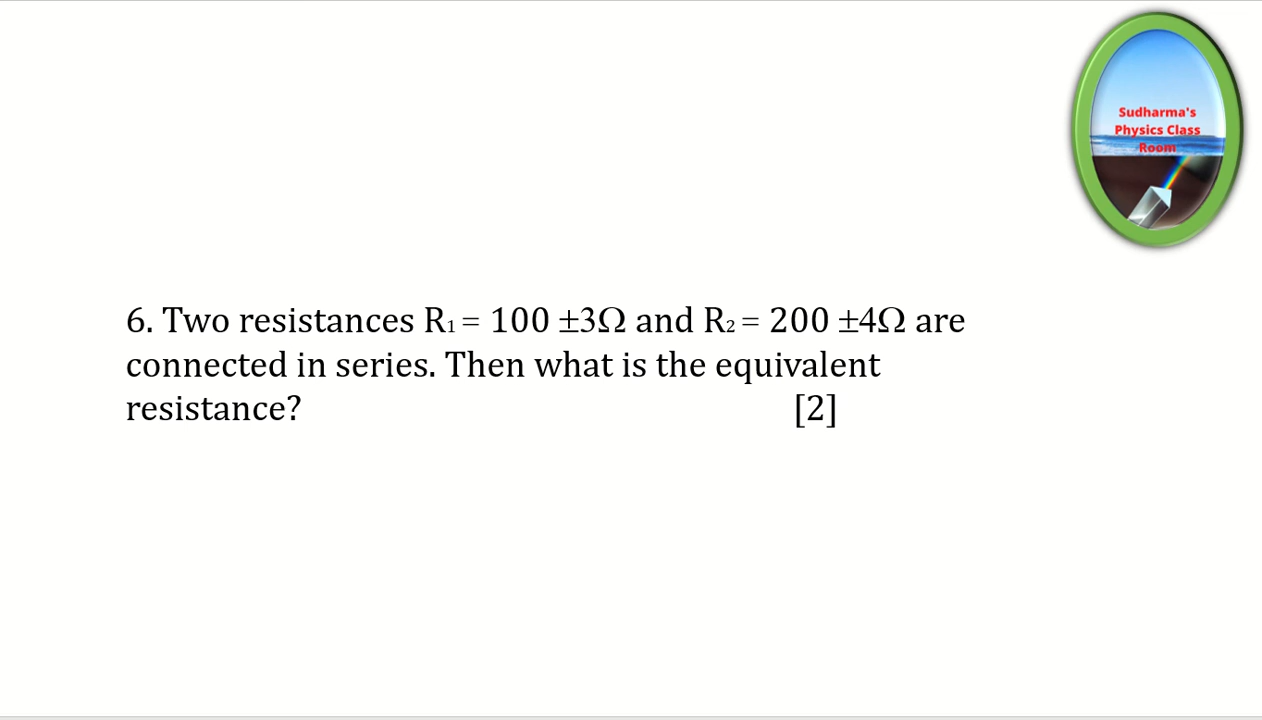 Sudharma's
Physics Class
Room
6. Two resistances R₁ = 100 ±3Ω and R₂ = 200 ±4Ω are
connected in series. Then what is the equivalent
resistance? [2]